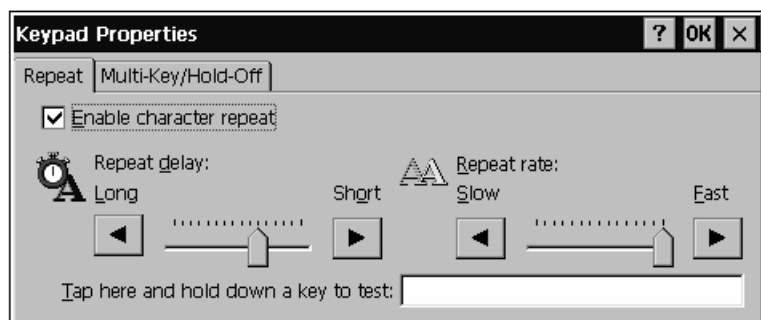 Keypad Properties ? OK ×
Repeat Multi-Key/Hold-Off
Enable character repeat
Repeat delay: Repeat rate:
Long Short Slow Fast
Tap here and hold down a key to test: